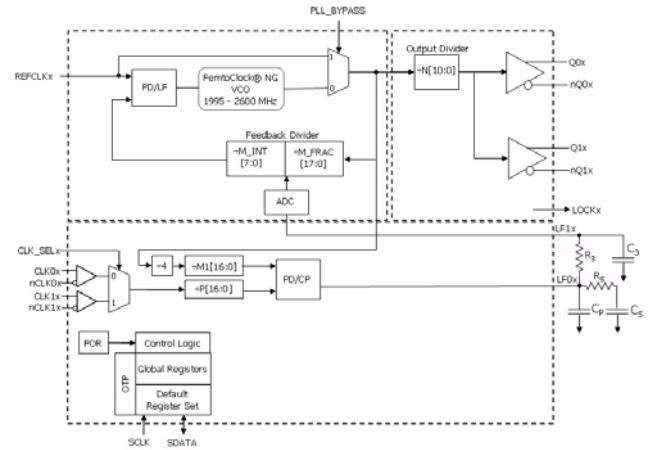 PLL_BYPASS
REFCLKx
PD/LF
FemtoClock® NG
VCO
1995 - 2600 MHz
1
0
Output Divider
÷N[10:0]
Q0x
nQ0x
Q1x
nQ1x
LOCKx
Feedback Divider
÷M_INT
[7:0]
÷M_FRAC
[17:0]
ADC
LF1x
R3
C3
LF0x
RS
CP
CS
CLK_SELx
CLK0x
nCLK0x
CLK1x
nCLK1x
0
1
÷4
÷M1[16:0]
÷P[16:0]
PD/CP
POR
Control Logic
OTP
Global Registers
Default
Register Set
SCLK
SDATA